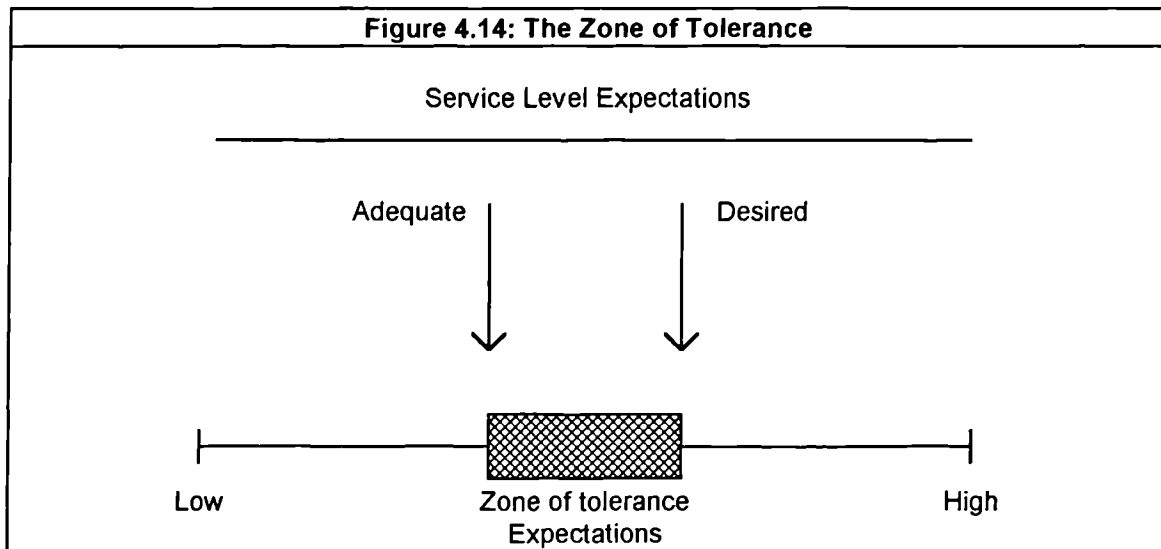 Figure 4.14: The Zone of Tolerance
Service Level Expectations
Adequate
Desired
Low
Zone of tolerance
Expectations
High